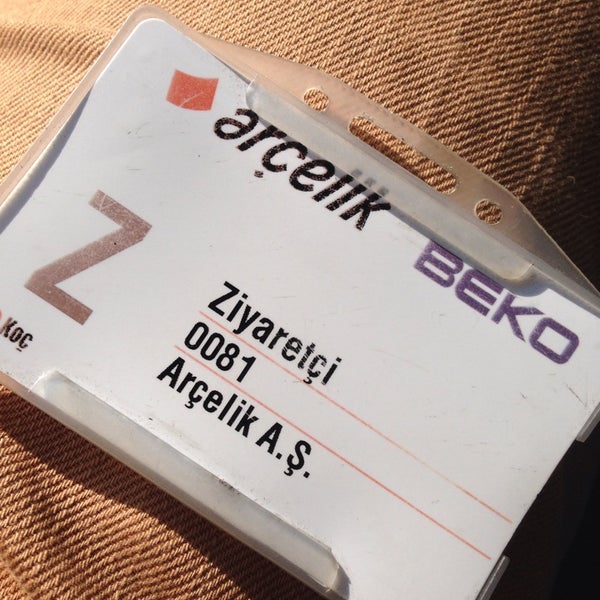 arçelik
BEKO
Z
Ziyaretçi
0081
Arçelik A.Ş.
Koç